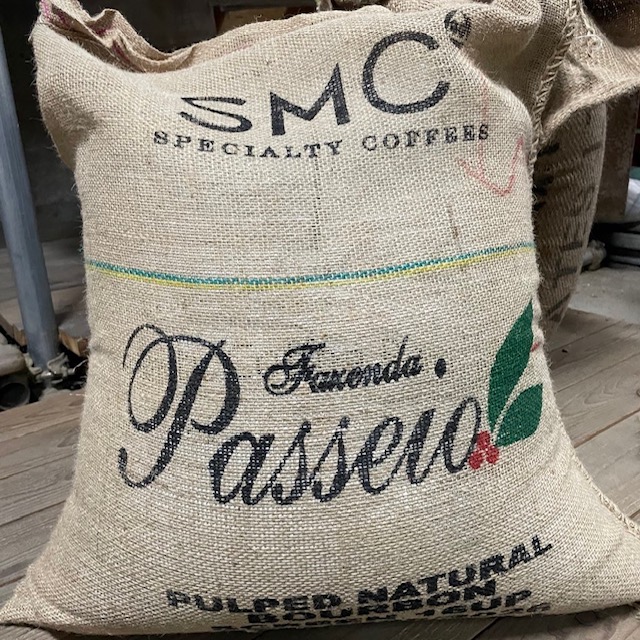 SMC
SPECIALTY COFFEES
Fazenda
Passeio
PULPED NATURAL
BOURBON